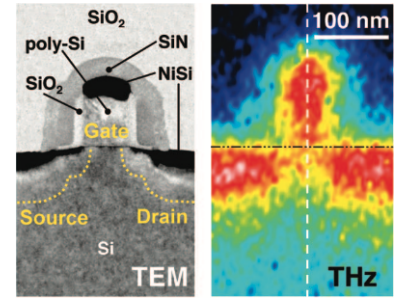 SiO2
poly-Si
SiN
SiO2
NiSi
Gate
Source
Drain
Si
TEM
100 nm
THz